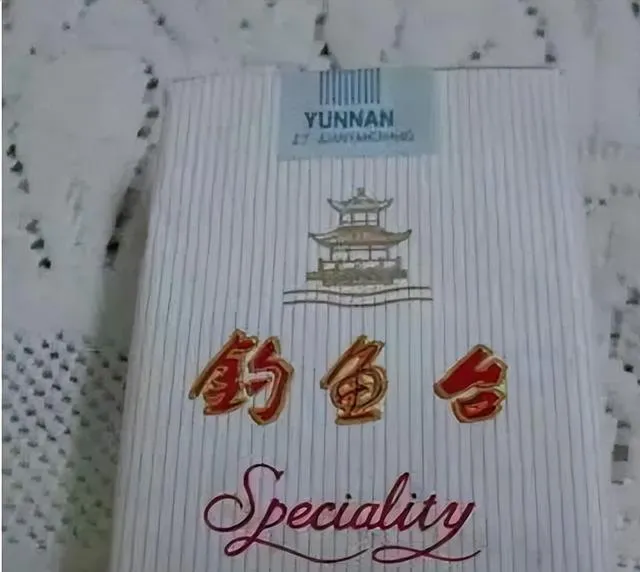 YUNNAN
钓鱼台
Speciality